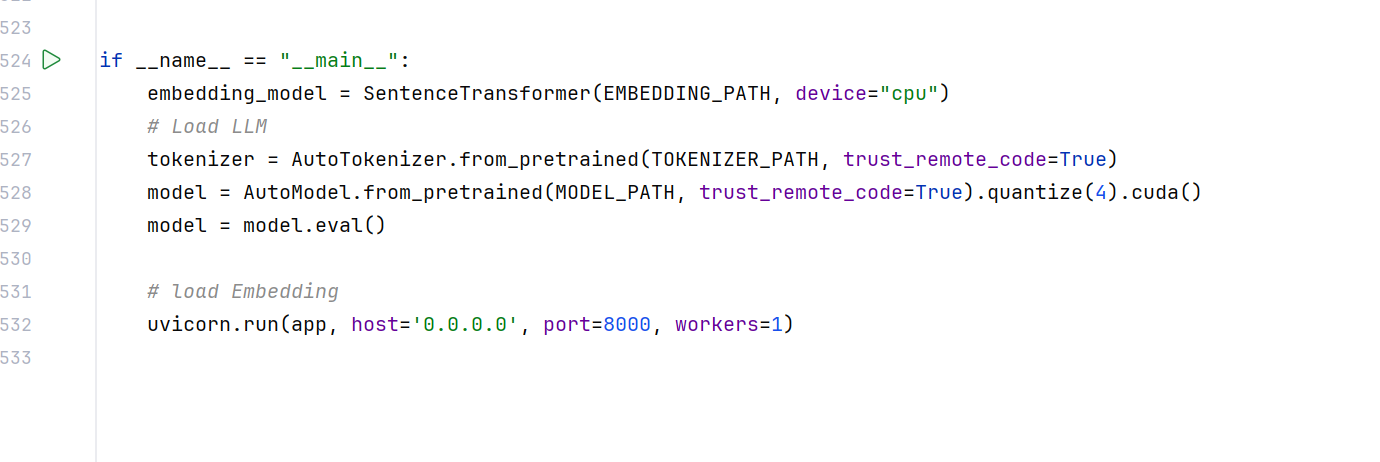 523
524 if __name__ == "__main__":
525 embedding_model = SentenceTransformer(EMBEDDING_PATH, device="cpu")
526 # Load LLM
527 tokenizer = AutoTokenizer.from_pretrained(TOKENIZER_PATH, trust_remote_code=True)
528 model = AutoModel.from_pretrained(MODEL_PATH, trust_remote_code=True).quantize(4).cuda()
529 model = model.eval()
530
531 # load Embedding
532 uvicorn.run(app, host='0.0.0.0', port=8000, workers=1)
533